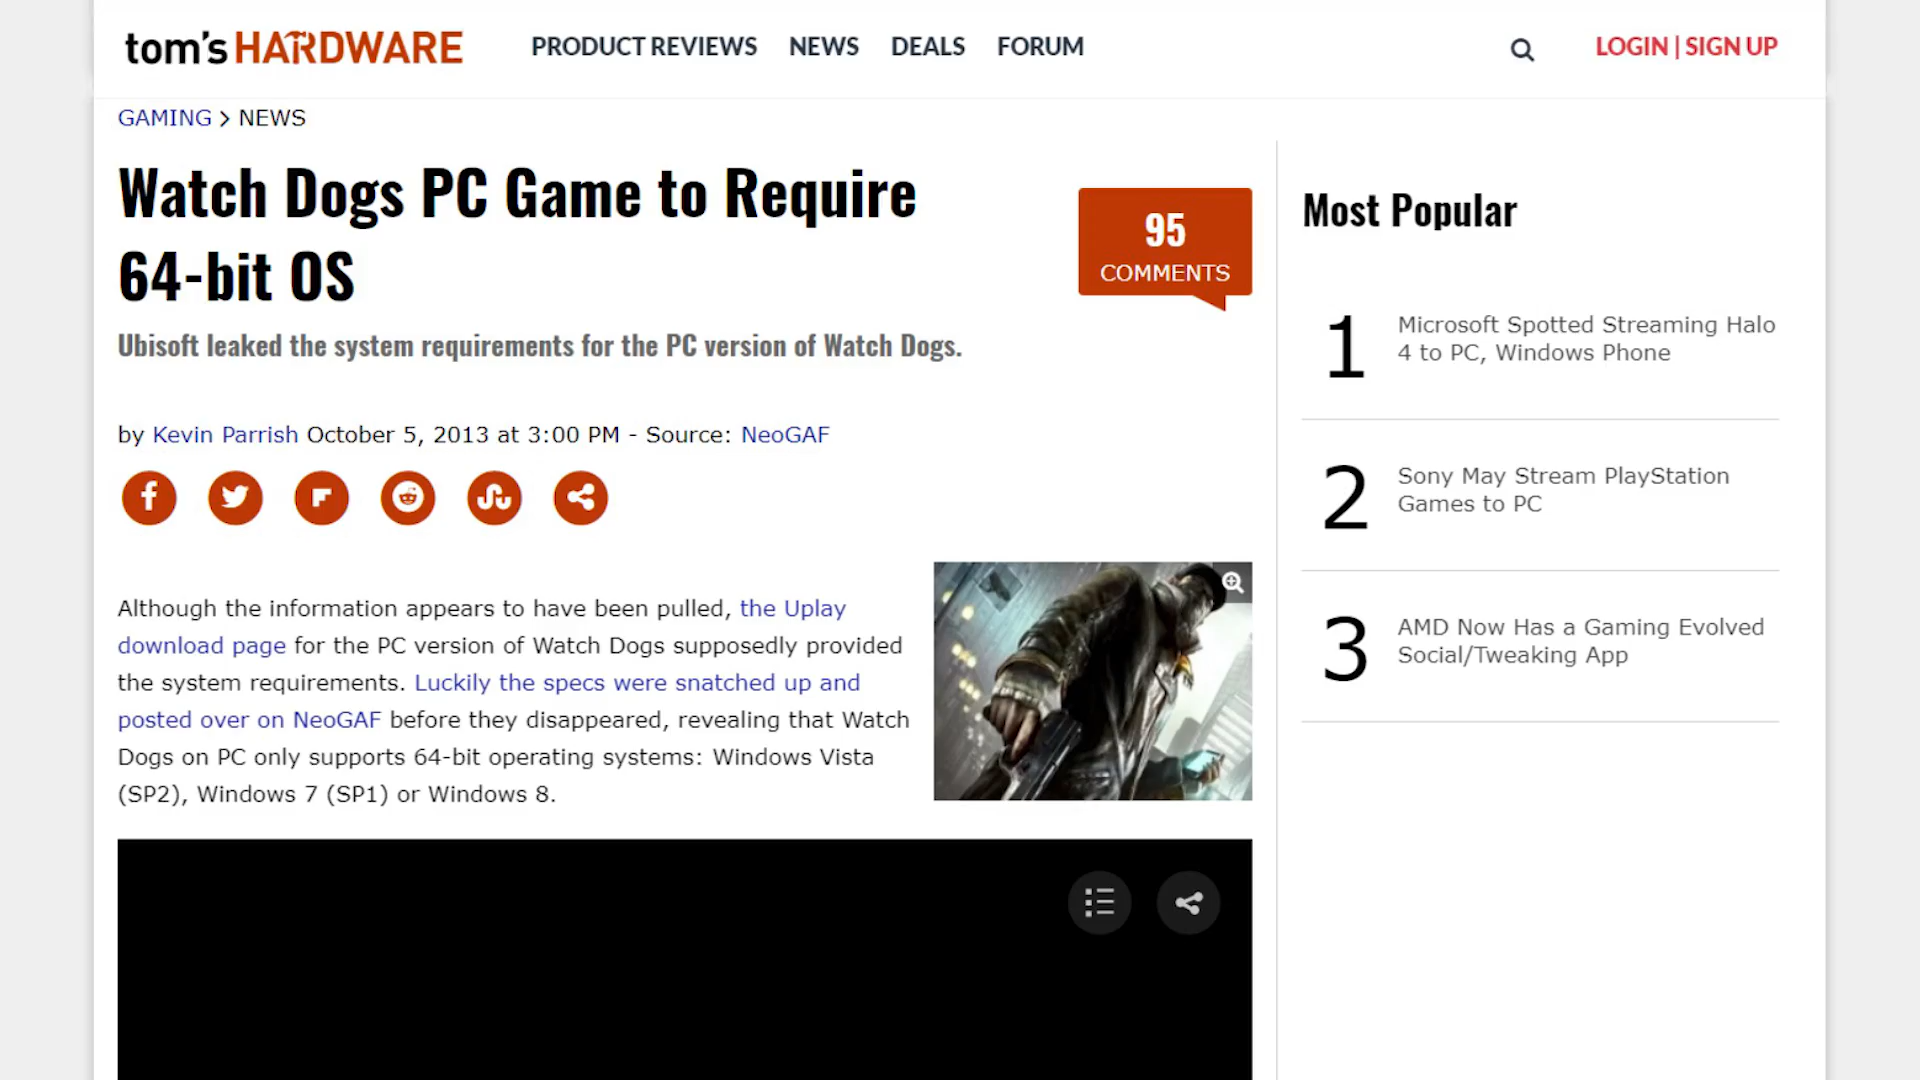 tom's HARDWARE
PRODUCT REVIEWS NEWS DEALS FORUM
LOGIN | SIGN UP
GAMING > NEWS
Watch Dogs PC Game to Require
64-bit OS
95
COMMENTS
Ubisoft leaked the system requirements for the PC version of Watch Dogs.
by Kevin Parrish October 5, 2013 at 3:00 PM - Source: NeoGAF
Although the information appears to have been pulled, the Uplay
download page for the PC version of Watch Dogs supposedly provided
the system requirements. Luckily the specs were snatched up and
posted over on NeoGAF before they disappeared, revealing that Watch
Dogs on PC only supports 64-bit operating systems: Windows Vista
(SP2), Windows 7 (SP1) or Windows 8.
Most Popular
1
Microsoft Spotted Streaming Halo
4 to PC, Windows Phone
2
Sony May Stream PlayStation
Games to PC
3
AMD Now Has a Gaming Evolved
Social/Tweaking App